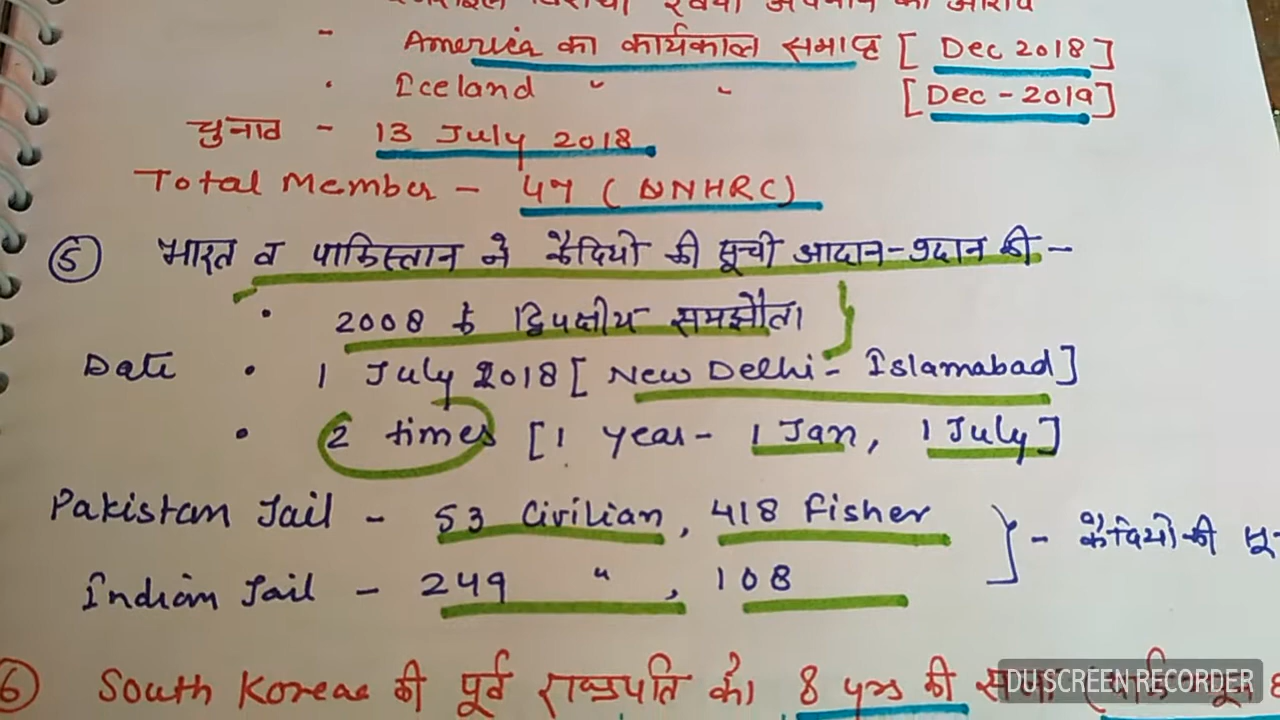 America का कार्यकाल समाप्त [ Dec 2018 ]
Iceland " " [Dec - 2019]
चुनाव - 13 July 2018
Total Member - 47 ( UNHRC)
⑤ भारत व पाकिस्तान ने कैदियो की सूची आदान-प्रदान की -
• 2008 के द्विपक्षीय समझौता
Date • 1 July 2018 [ New Delhi - Islamabad ]
• 2 times [ 1 year - 1 Jan, 1 July ]
Pakistan Jail - 53 Civilian, 418 fisher
} - कैदियो की
Indian Jail - 249 " , 108
⑥ South Korea की पूर्व राष्ट्रपति को 8 yrs की
DU SCREEN RECORDER